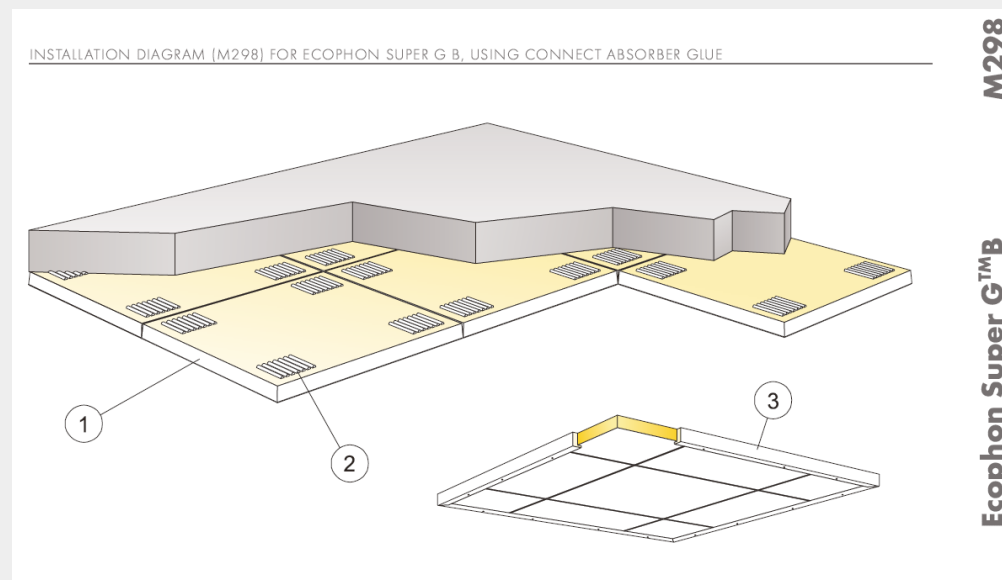 INSTALLATION DIAGRAM (M298) FOR ECOPHON SUPER G B, USING CONNECT ABSORBER GLUE
M298
Ecophon Super G™B
1
2
3